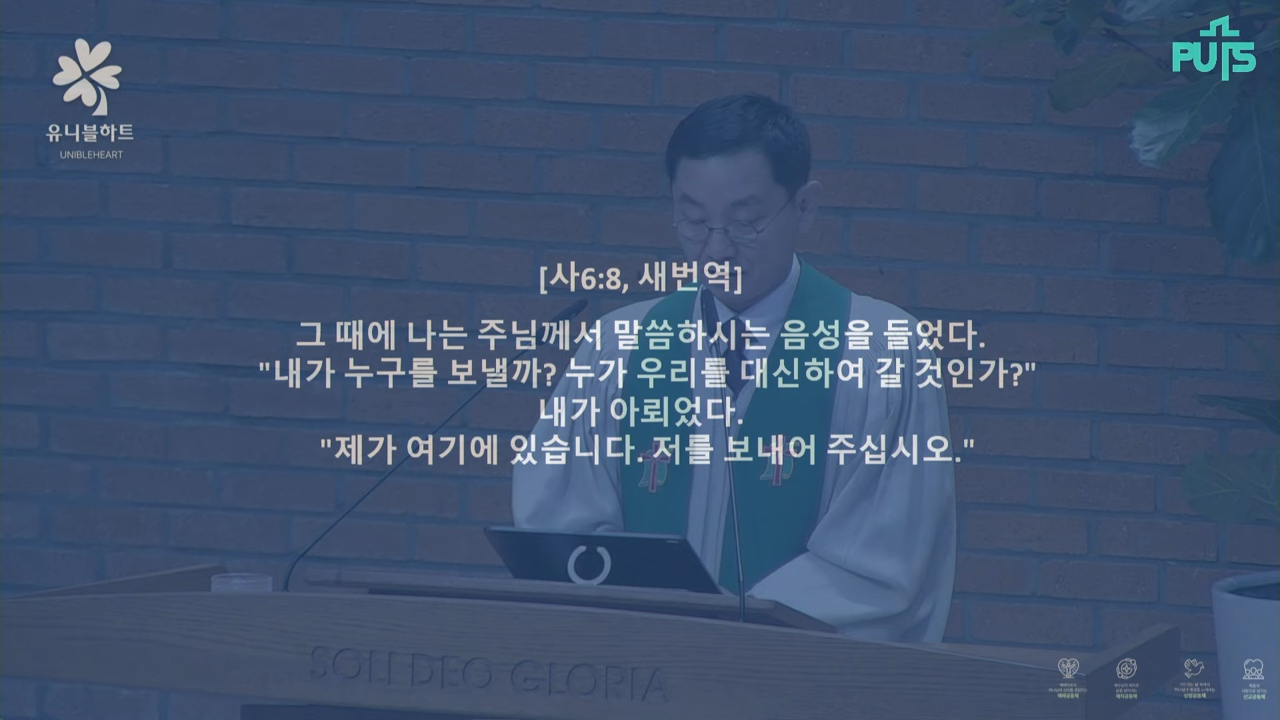 PUTS
유니블하트
UNIBLEHEART
[사6:8, 새번역]
그 때에 나는 주님께서 말씀하시는 음성을 들었다.
"내가 누구를 보낼까? 누가 우리를 대신하여 갈 것인가?"
내가 아뢰었다.
"제가 여기에 있습니다. 저를 보내어 주십시오."
SOLI DEO GLORIA